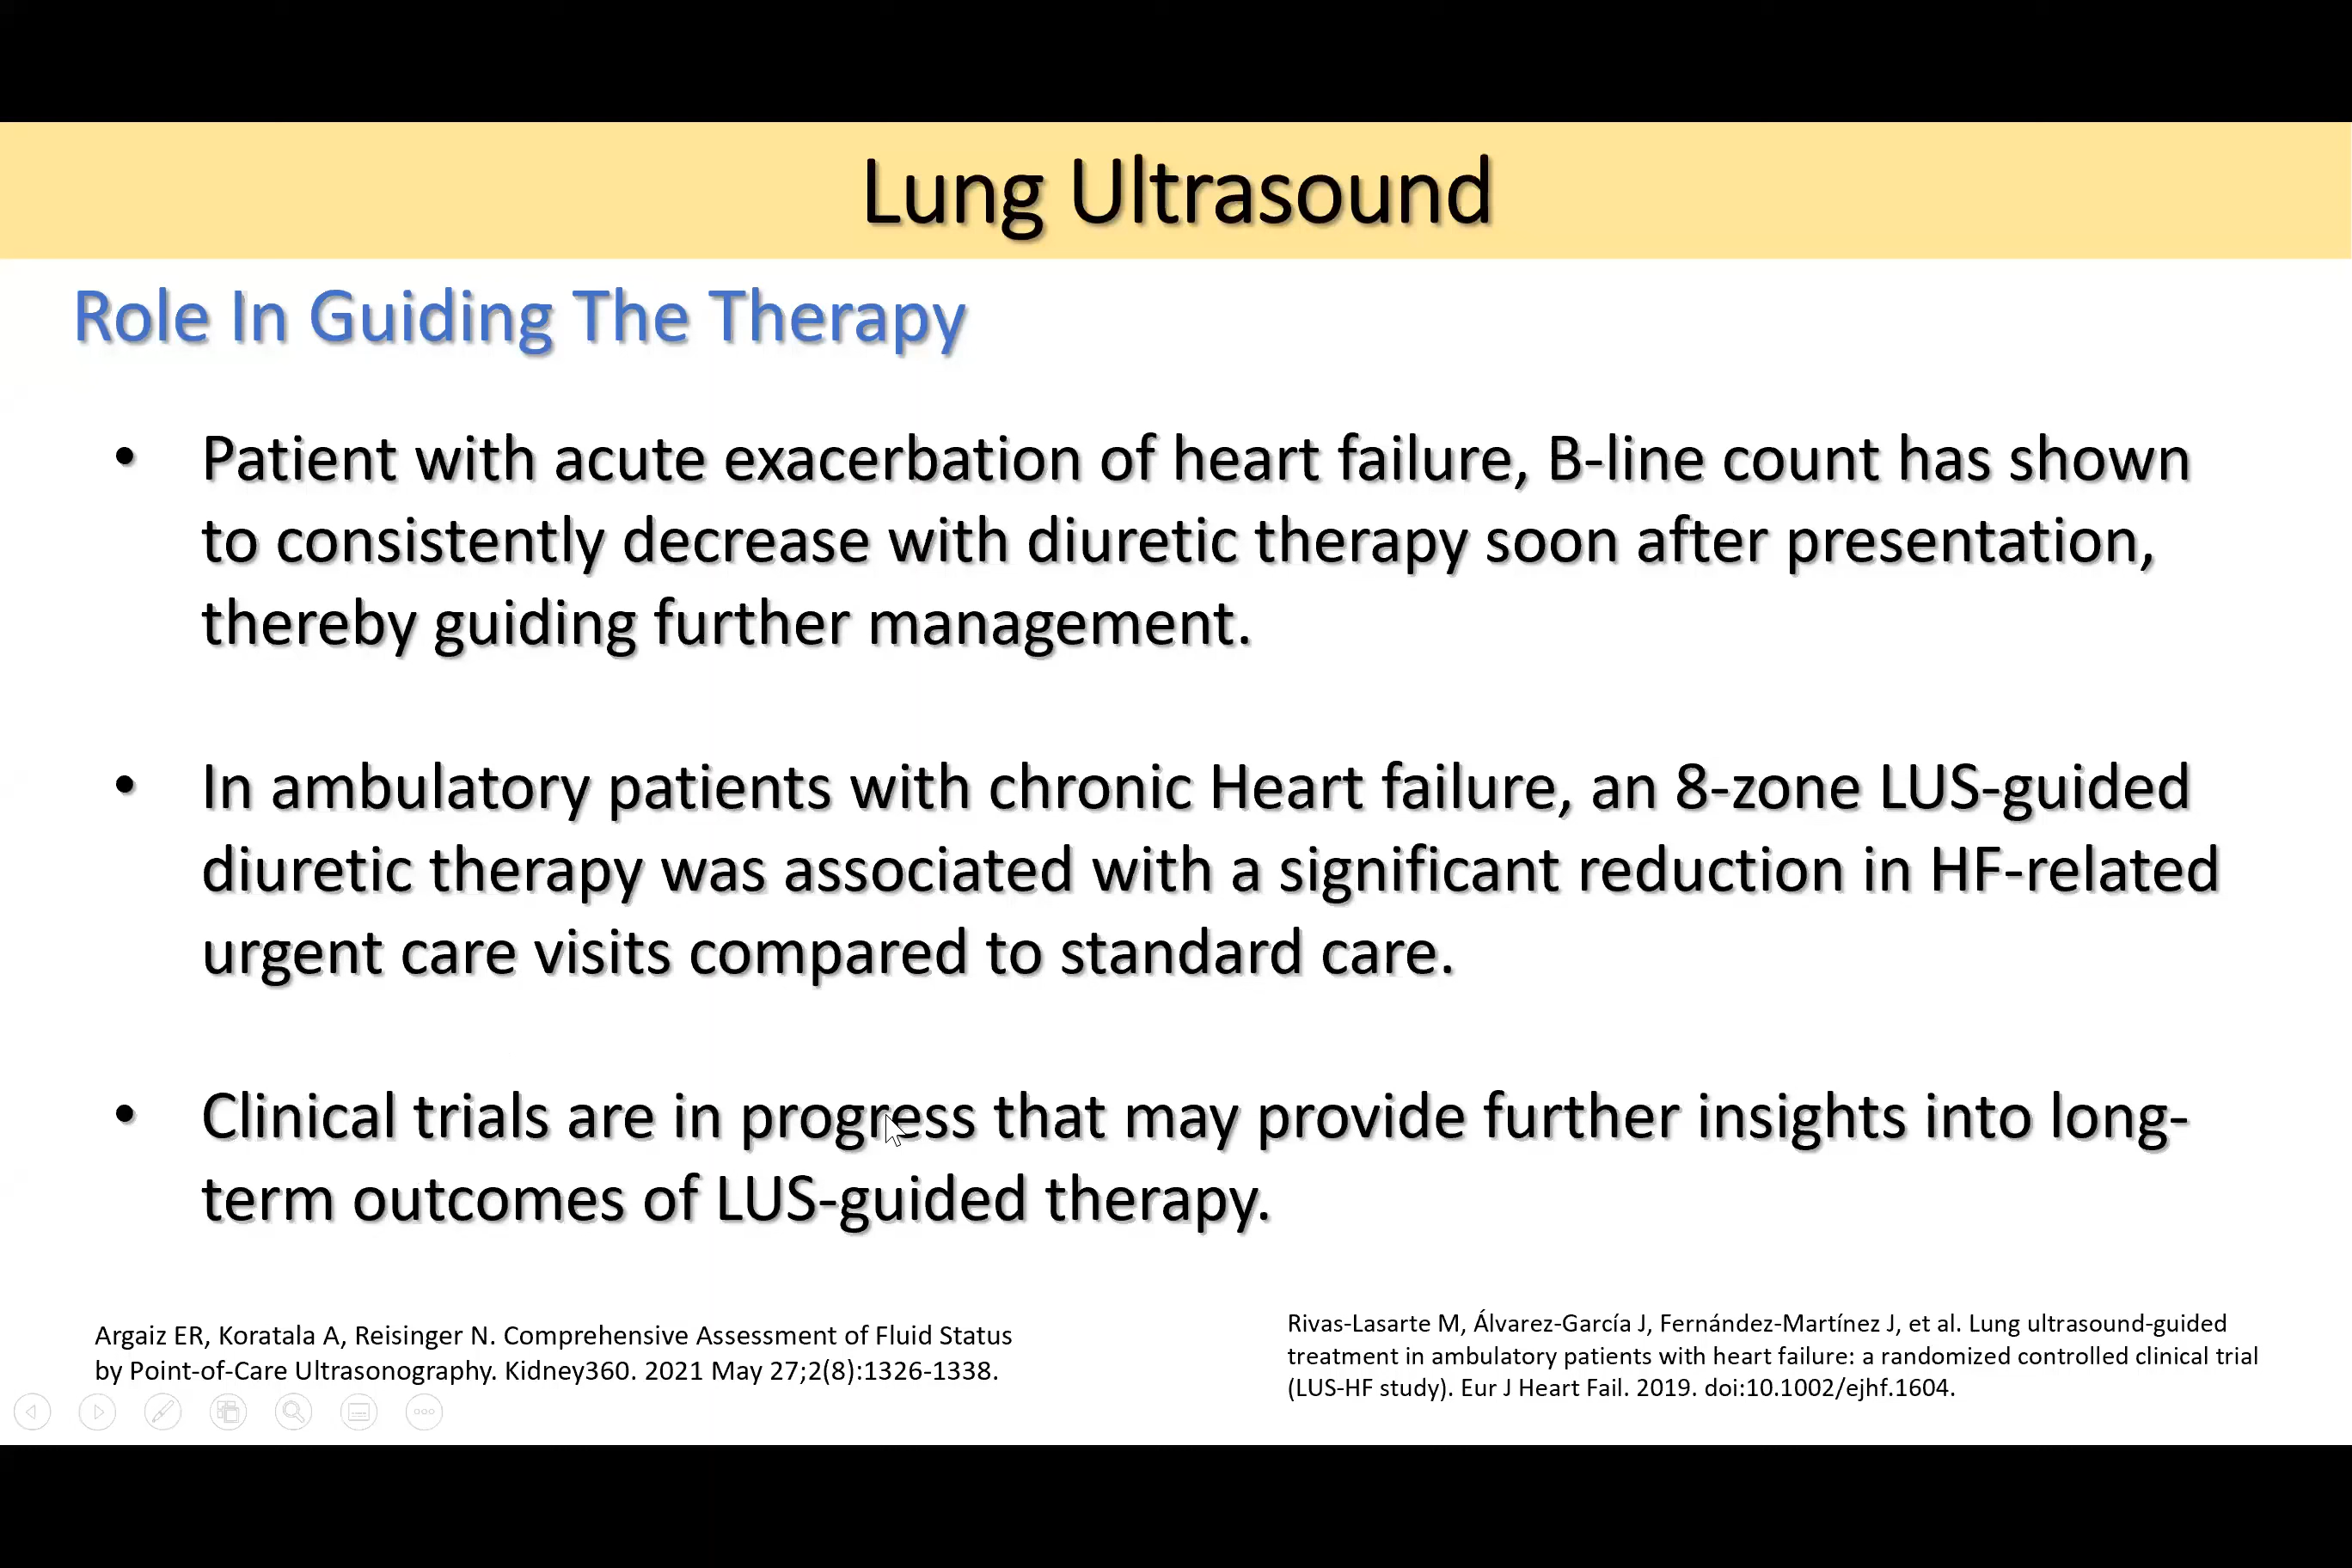 Lung Ultrasound
Role In Guiding The Therapy
• Patient with acute exacerbation of heart failure, B-line count has shown
to consistently decrease with diuretic therapy soon after presentation,
thereby guiding further management.
• In ambulatory patients with chronic Heart failure, an 8-zone LUS-guided
diuretic therapy was associated with a significant reduction in HF-related
urgent care visits compared to standard care.
• Clinical trials are in progress that may provide further insights into long-
term outcomes of LUS-guided therapy.
Argaiz ER, Koratala A, Reisinger N. Comprehensive Assessment of Fluid Status
by Point-of-Care Ultrasonography. Kidney360. 2021 May 27;2(8):1326-1338.
Rivas-Lasarte M, Álvarez-García J, Fernández-Martínez J, et al. Lung ultrasound-guided
treatment in ambulatory patients with heart failure: a randomized controlled clinical trial
(LUS-HF study). Eur J Heart Fail. 2019. doi:10.1002/ejhf.1604.